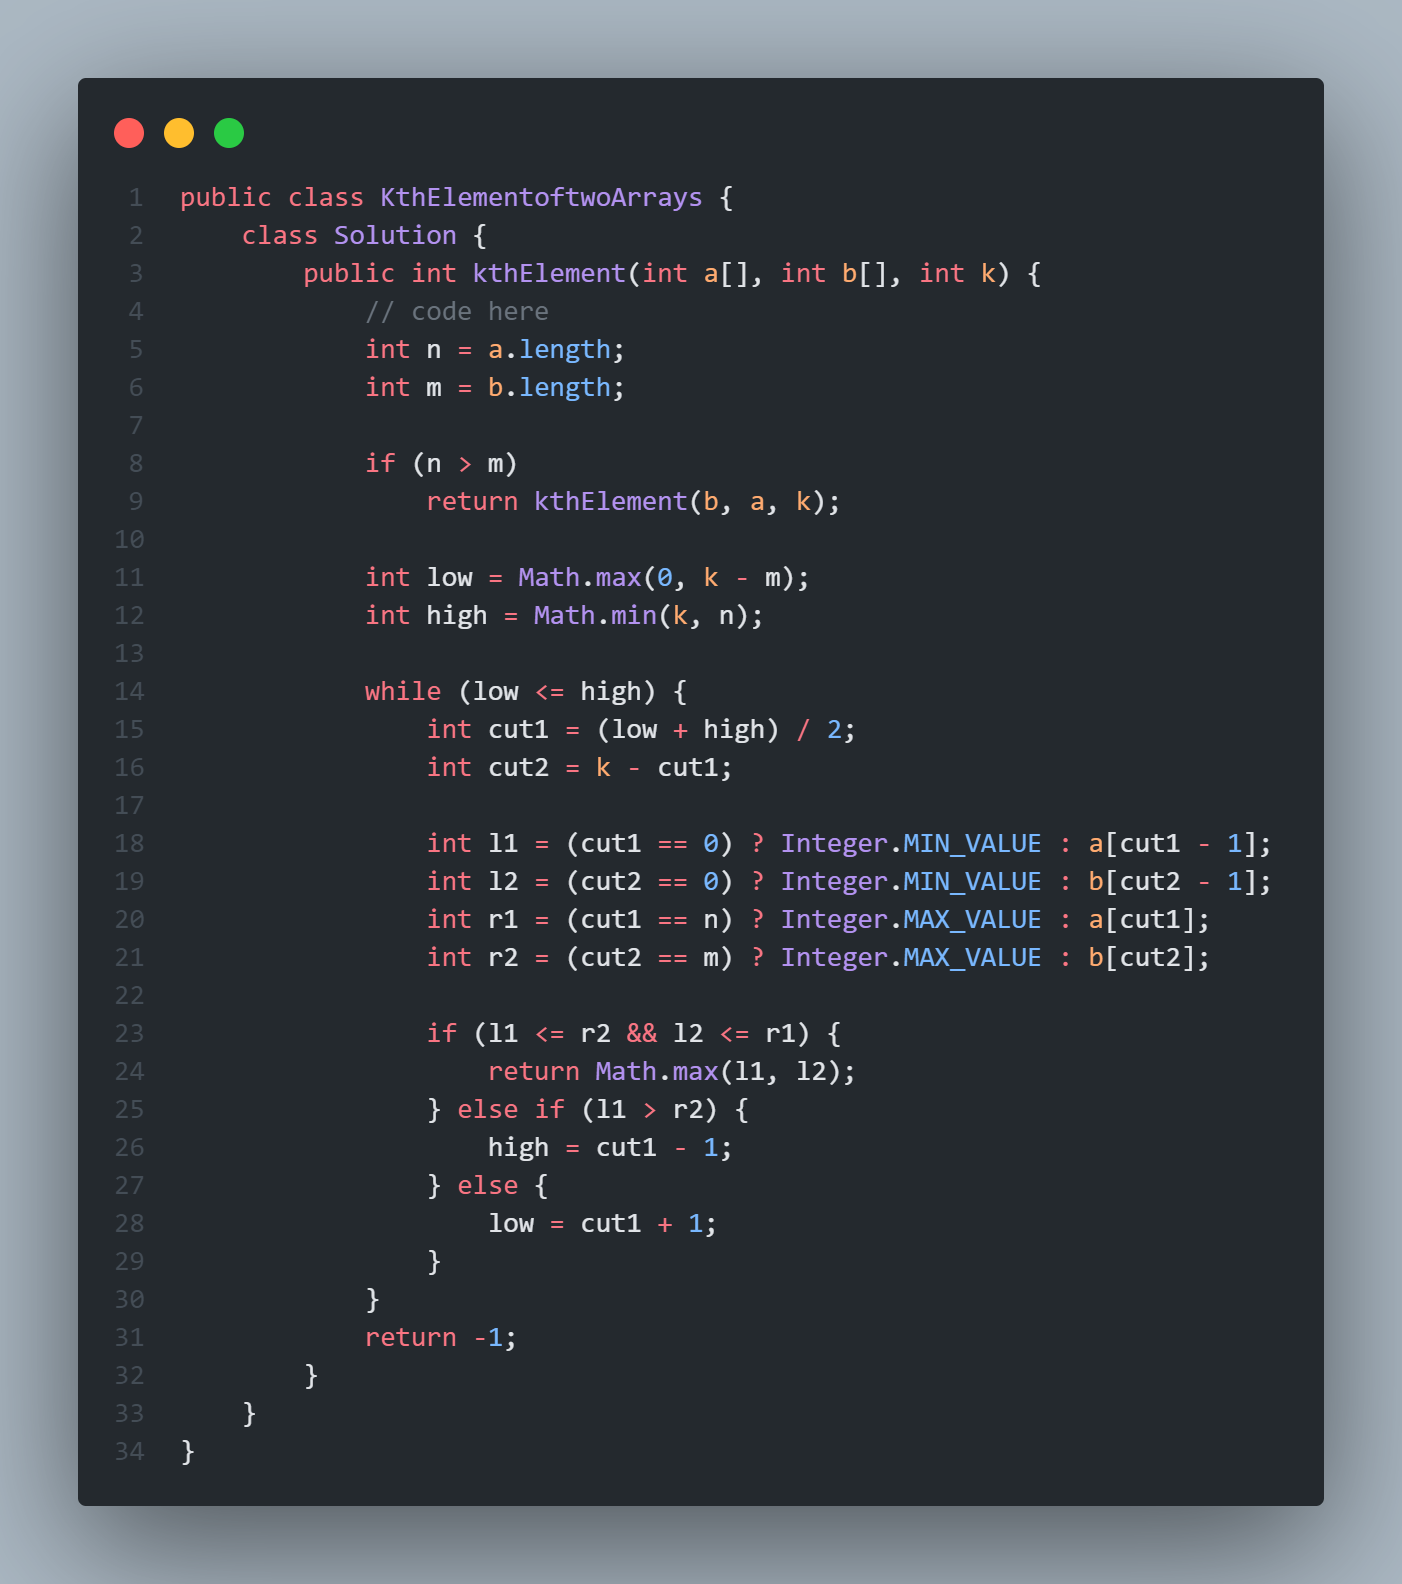 1 public class KthElementoftwoArrays {
2     class Solution {
3         public int kthElement(int a[], int b[], int k) {
4             // code here
5             int n = a.length;
6             int m = b.length;
7
8             if (n > m)
9                 return kthElement(b, a, k);
10
11             int low = Math.max(0, k - m);
12             int high = Math.min(k, n);
13
14             while (low <= high) {
15                 int cut1 = (low + high) / 2;
16                 int cut2 = k - cut1;
17
18                 int l1 = (cut1 == 0) ? Integer.MIN_VALUE : a[cut1 - 1];
19                 int l2 = (cut2 == 0) ? Integer.MIN_VALUE : b[cut2 - 1];
20                 int r1 = (cut1 == n) ? Integer.MAX_VALUE : a[cut1];
21                 int r2 = (cut2 == m) ? Integer.MAX_VALUE : b[cut2];
22
23                 if (l1 <= r2 && l2 <= r1) {
24                     return Math.max(l1, l2);
25                 } else if (l1 > r2) {
26                     high = cut1 - 1;
27                 } else {
28                     low = cut1 + 1;
29                 }
30             }
31             return -1;
32         }
33     }
34 }